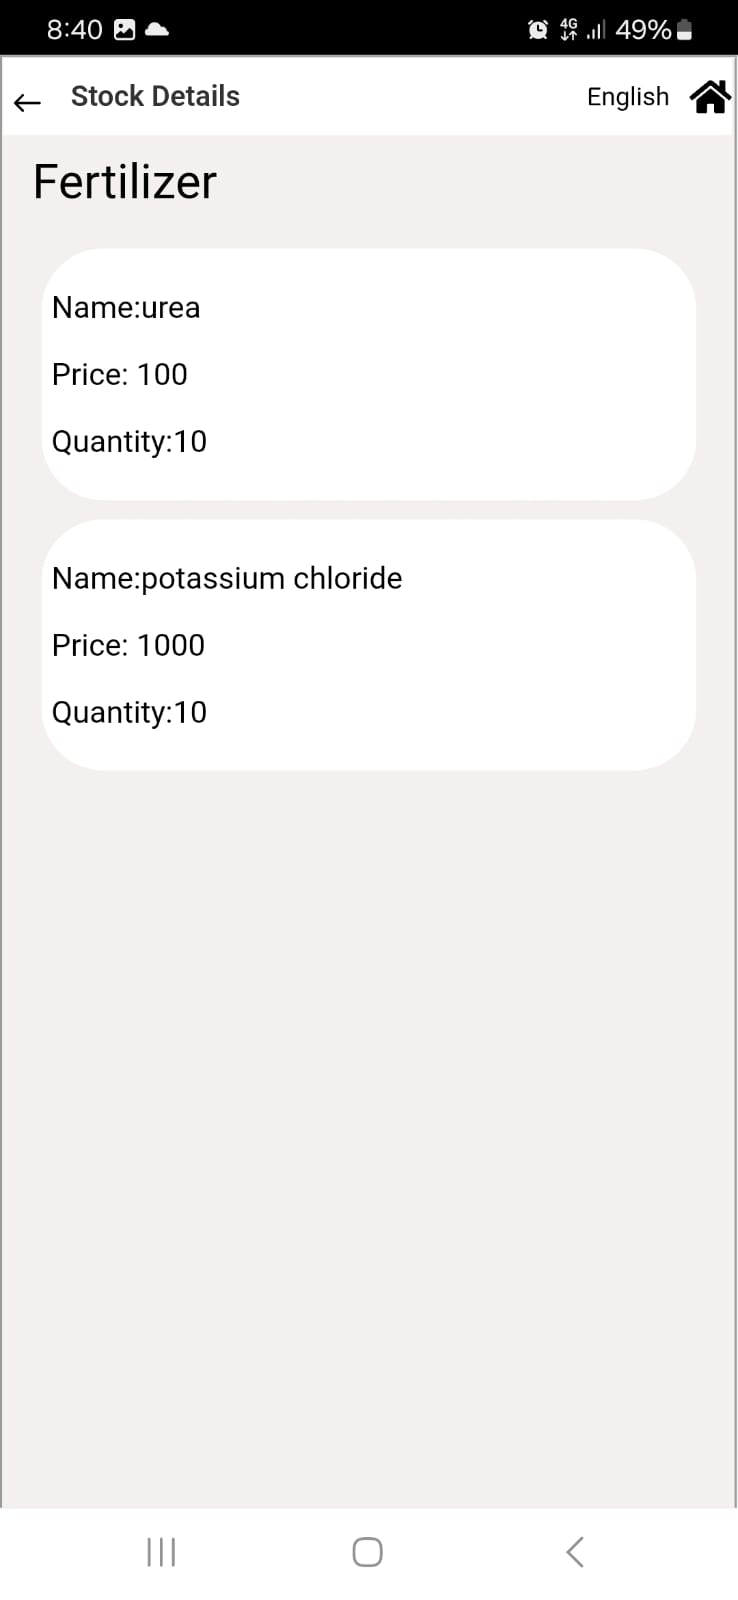 8:40 4G 49%
Stock Details English
Fertilizer
Name:urea
Price: 100
Quantity:10
Name:potassium chloride
Price: 1000
Quantity:10